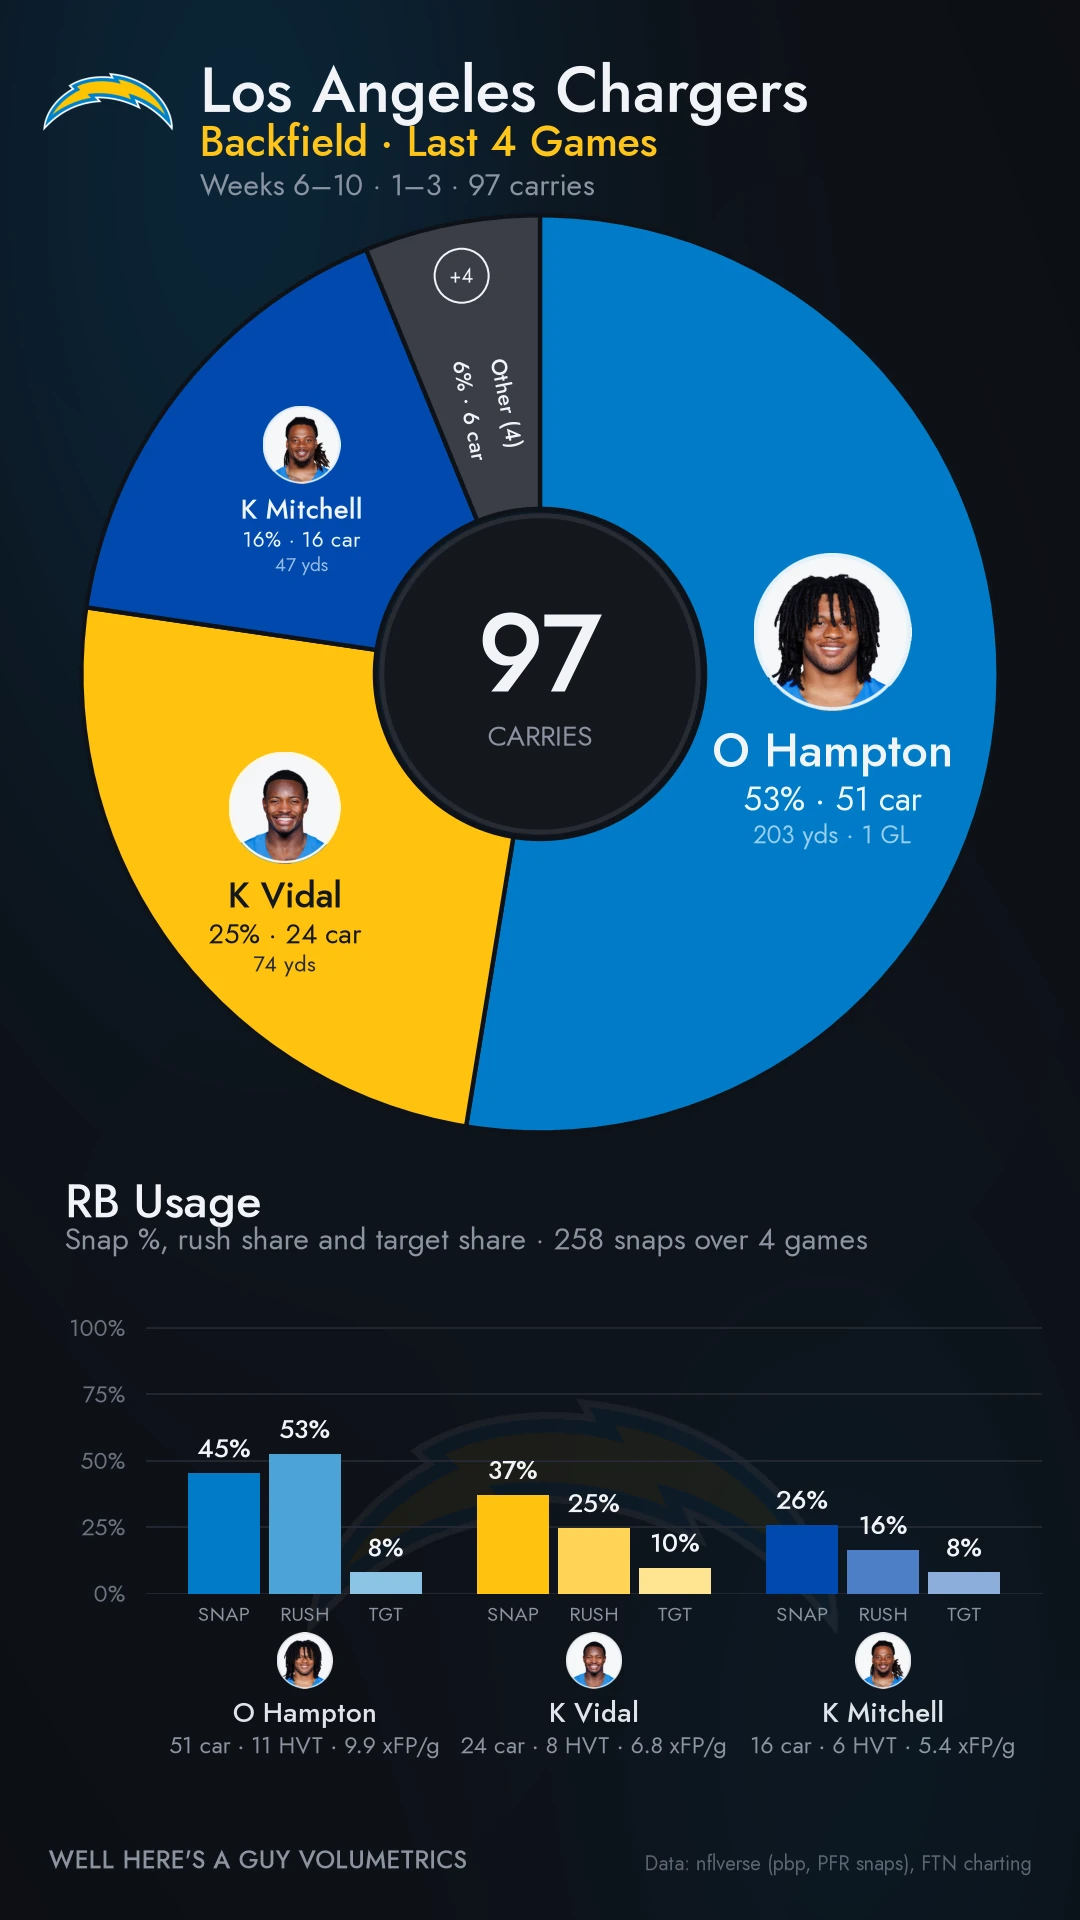 Los Angeles Chargers
Backfield · Last 4 Games
Weeks 6–10 · 1–3 · 97 carries
+4
Other (4)
6% · 6 car
K Mitchell
16% · 16 car
47 yds
97
CARRIES
O Hampton
53% · 51 car
203 yds · 1 GL
K Vidal
25% · 24 car
74 yds
RB Usage
Snap %, rush share and target share · 258 snaps over 4 games
100%
75%
50%
25%
0%
45%
53%
8%
37%
25%
10%
26%
16%
8%
SNAP RUSH TGT SNAP RUSH TGT SNAP RUSH TGT
O Hampton K Vidal K Mitchell
51 car · 11 HVT · 9.9 xFP/g 24 car · 8 HVT · 6.8 xFP/g 16 car · 6 HVT · 5.4 xFP/g
WELL HERE'S A GUY VOLUMETRICS
Data: nflverse (pbp, PFR snaps), FTN charting